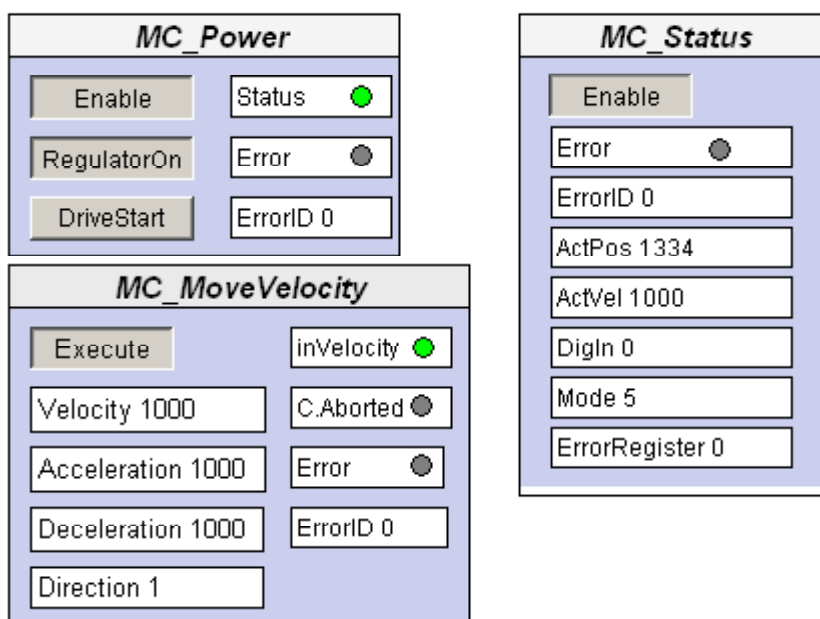 MC_Power
Enable
Status
RegulatorOn
Error
DriveStart
ErrorID 0
MC_MoveVelocity
Execute
inVelocity
Velocity 1000
C.Aborted
Acceleration 1000
Error
Deceleration 1000
ErrorID 0
Direction 1
MC_Status
Enable
Error
ErrorID 0
ActPos 1334
ActVel 1000
DigIn 0
Mode 5
ErrorRegister 0